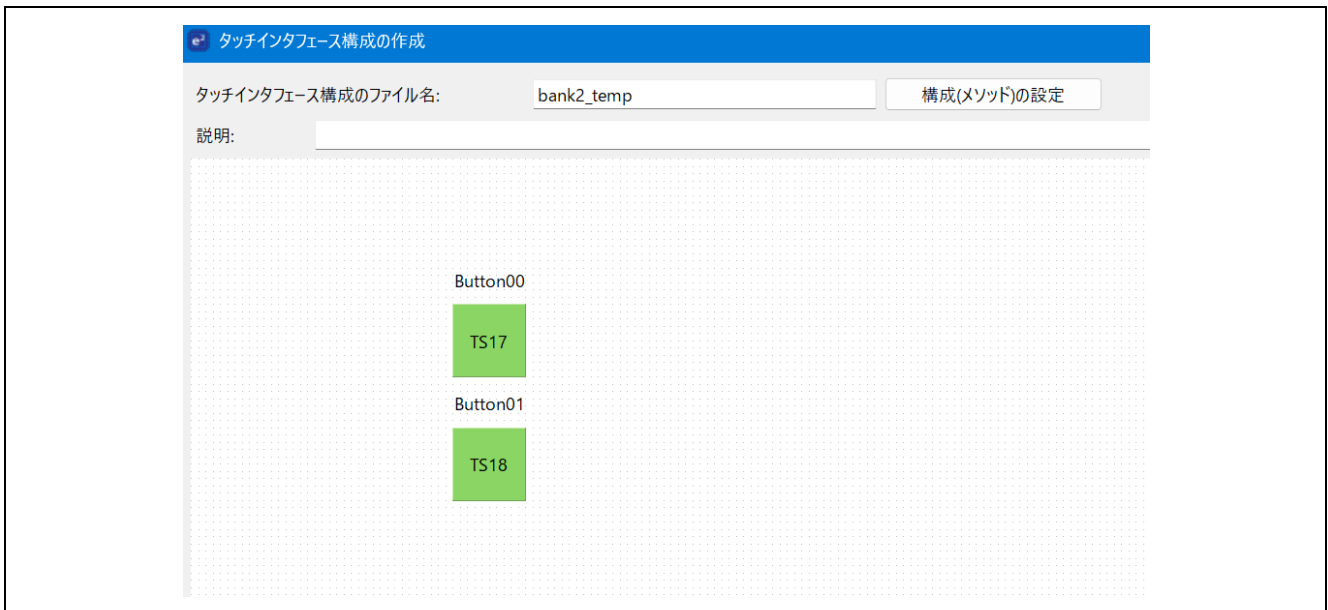 e² タッチインタフェース構成の作成
タッチインタフェース構成のファイル名: bank2_temp 構成(メソッド)の設定
説明:
Button00
TS17
Button01
TS18